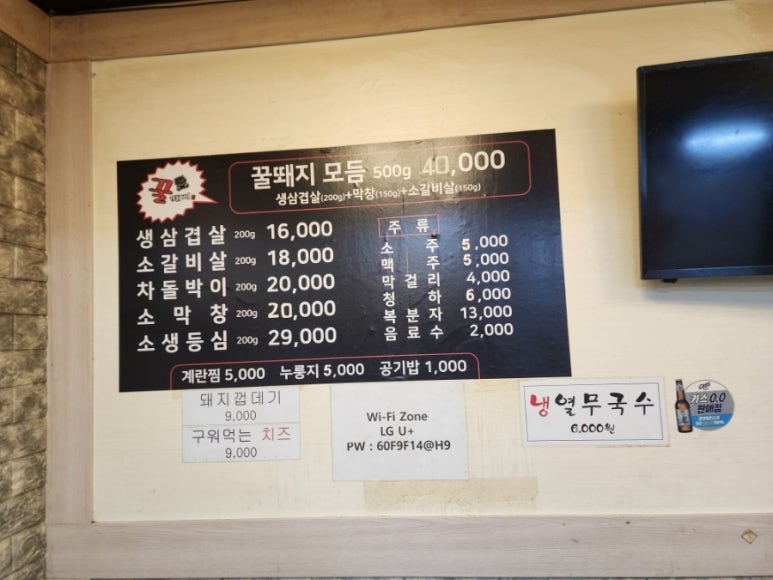 꿀
꿀뙈지 모듬 500g 40,000
생삼겹살(200g)+막창(150g)+소갈비살(150g)
생삼겹살 200g 16,000
소갈비살 200g 18,000
차돌박이 200g 20,000
소막창 200g 20,000
소생등심 200g 29,000
주류
소주 5,000
맥주 5,000
막걸리 4,000
청하 6,000
복분자 13,000
음료수 2,000
계란찜 5,000 누룽지 5,000 공기밥 1,000
돼지껍데기
9,000
구워먹는 치즈
9,000
Wi-Fi Zone
LG U+
PW : 60F9F14@H9
냉열무국수
6,000원
카스 0.0
판매점